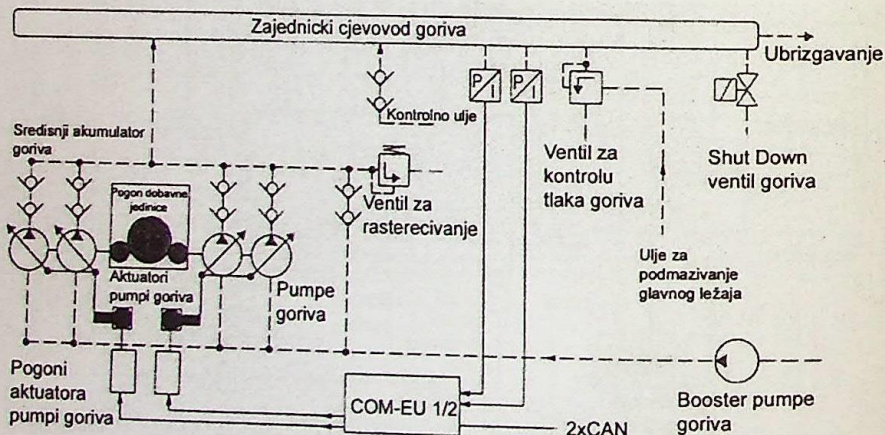 Zajednicki cjevovod goriva
Ubrizgavanje
P
I
P
I
Kontrolno ulje
Sredisnji akumulator
goriva
Ventil za
kontrolu
tlaka goriva
Shut Down
ventil goriva
Pogon dobavne
jedinice
Ventil za
rasterecivanje
Aktuatori
pumpi goriva
Pumpe
goriva
Ulje za
podmazivanje
glavnog ležaja
Pogoni
aktuatora
pumpi goriva
COM-EU 1/2
2xCAN
Booster pumpe
goriva